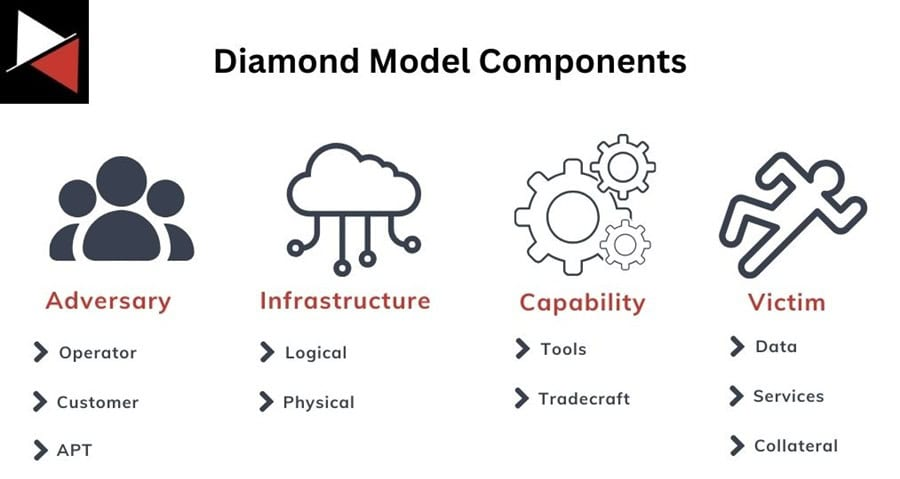 Diamond Model Components
Adversary
Operator
Customer
APT
Infrastructure
Logical
Physical
Capability
Tools
Tradecraft
Victim
Data
Services
Collateral